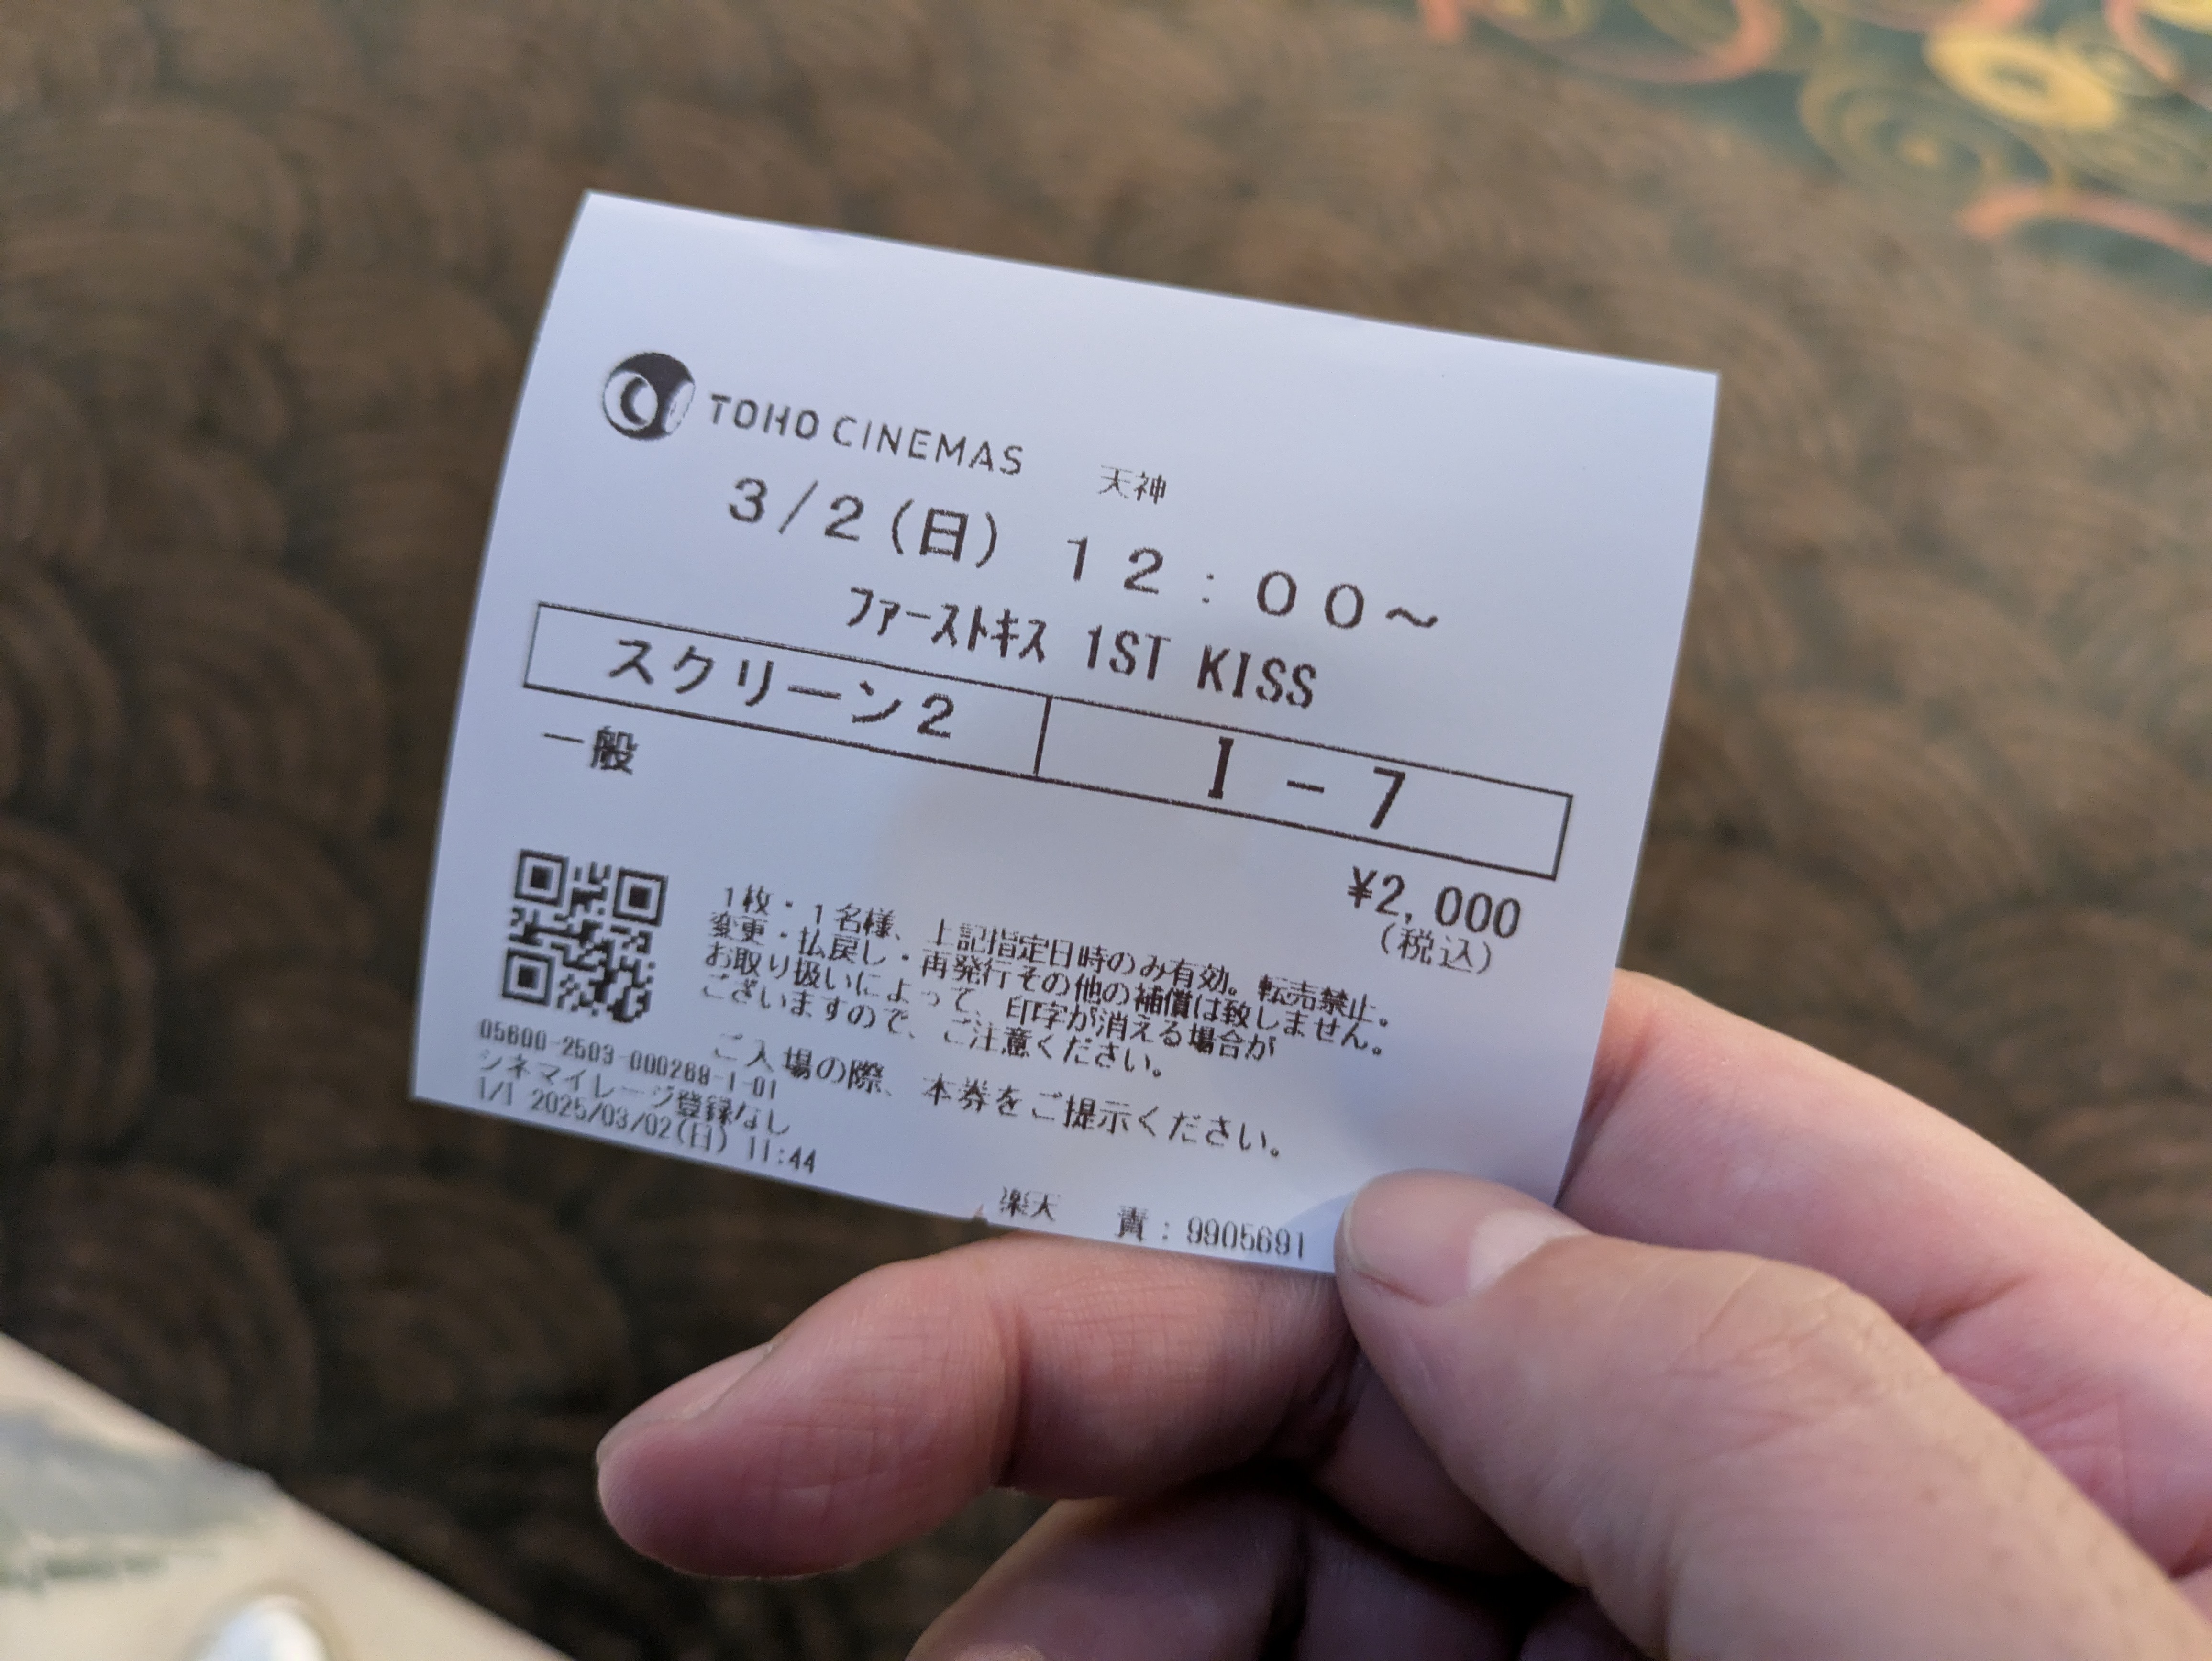 TOHO CINEMAS 天神
3/2(日) 12:00~
ファーストキス 1ST KISS
スクリーン2 I-7
一般
¥2,000
(税込)
1枚・1名様、上記指定日時のみ有効。転売禁止。
変更・払戻し・再発行その他の補償は致しません。
お取り扱いによって、印字が消える場合が
ございますので、ご注意ください。
ご入場の際、本券をご提示ください。
05600-2503-000269-1-01
シネマイレージ登録なし
1/1 2025/03/02(日) 11:44
楽天 責:9905691